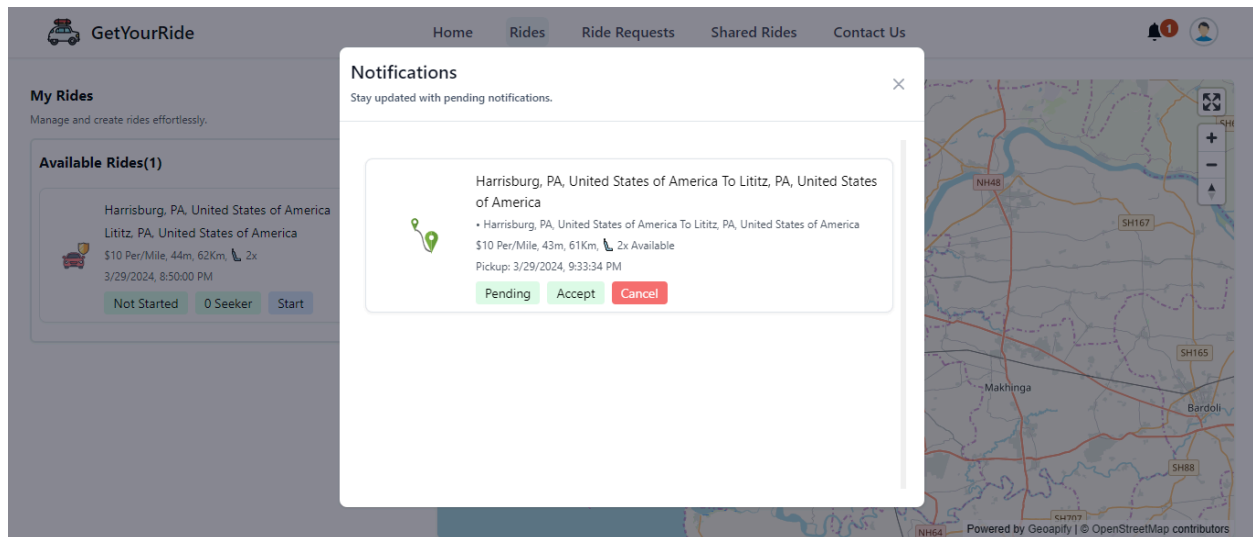 GetYourRide
Home
Rides
Ride Requests
Shared Rides
Contact Us
1
My Rides
Manage and create rides effortlessly.
Available Rides(1)
Harrisburg, PA, United States of America
Lititz, PA, United States of America
$10 Per/Mile, 44m, 62Km, 2x
3/29/2024, 8:50:00 PM
Not Started
0 Seeker
Start
Notifications
Stay updated with pending notifications.
Harrisburg, PA, United States of America To Lititz, PA, United States
of America
• Harrisburg, PA, United States of America To Lititz, PA, United States of America
$10 Per/Mile, 43m, 61Km, 2x Available
Pickup: 3/29/2024, 9:33:34 PM
Pending
Accept
Cancel
+
−
NH48
SH167
SH165
Makhinga
Bardoli
SH88
SH707
NH64
Powered by Geoapify | © OpenStreetMap contributors